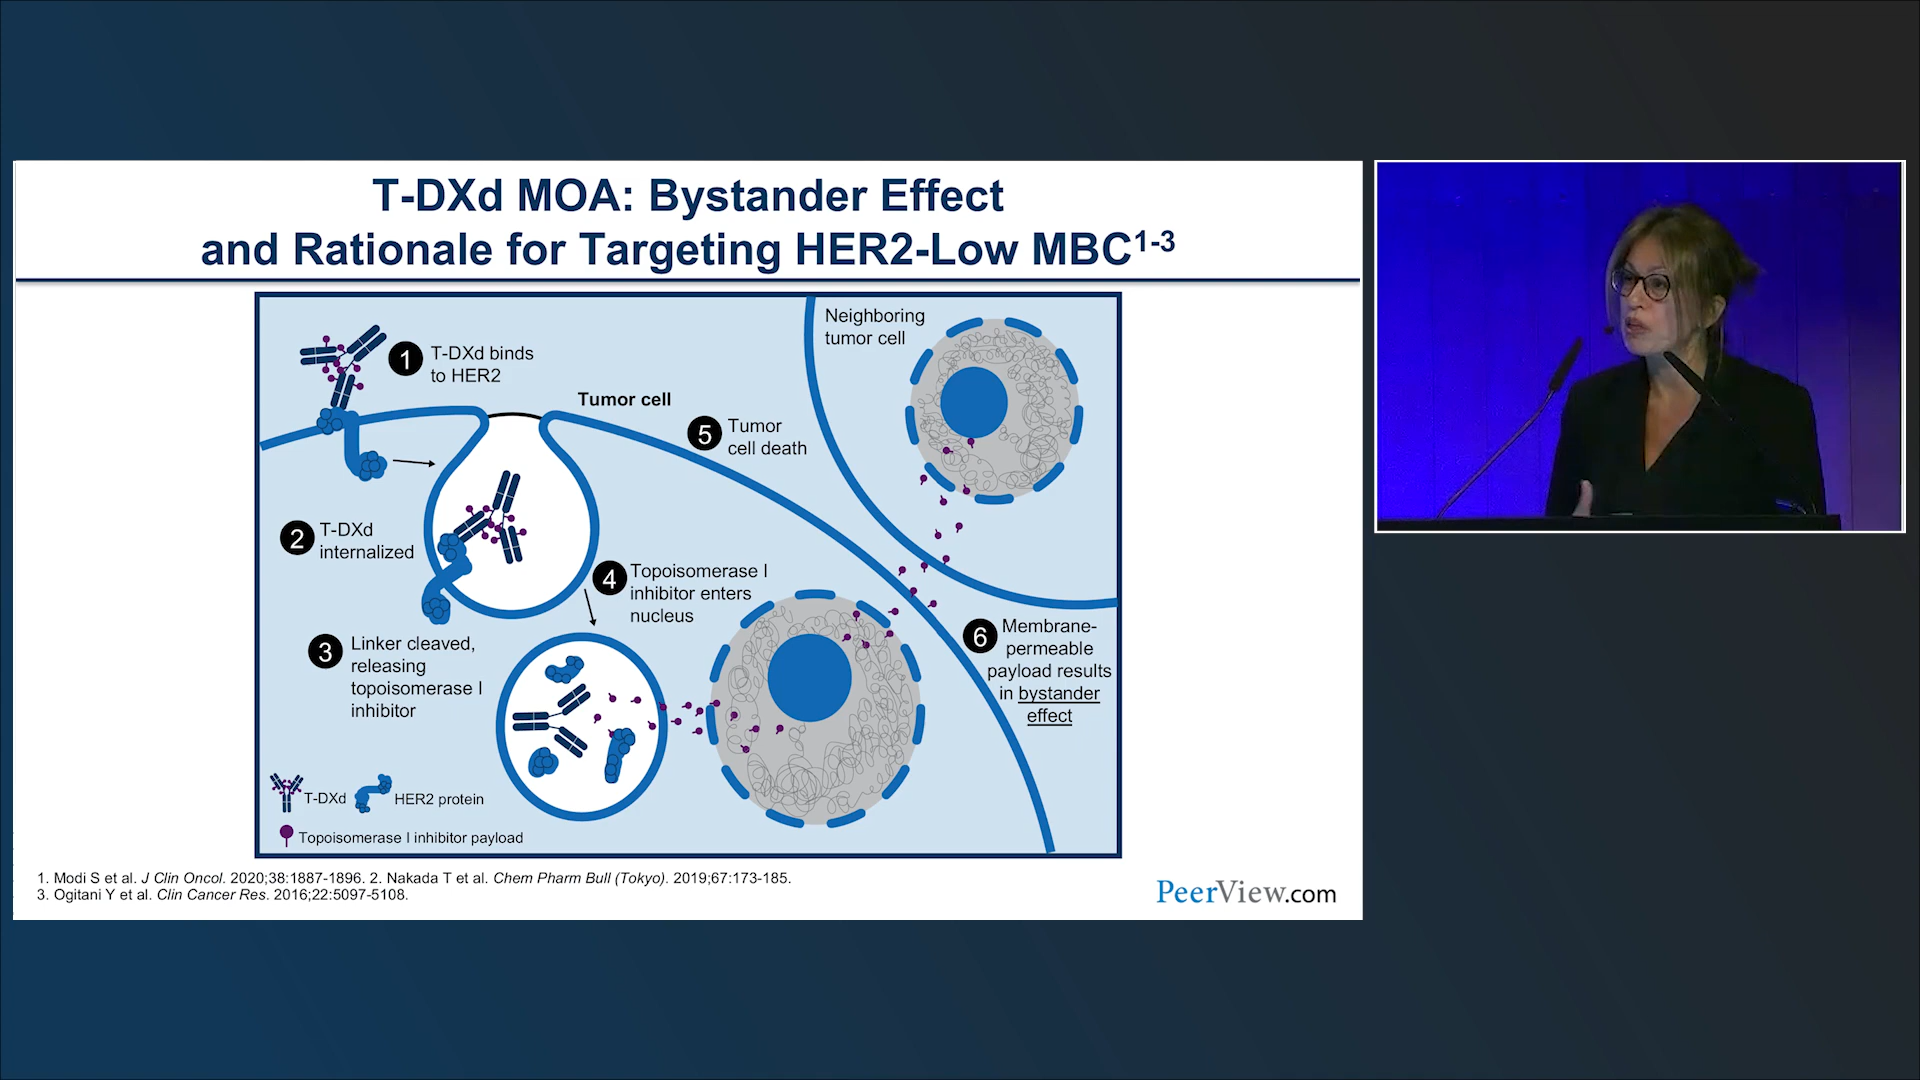 T-DXd MOA: Bystander Effect
and Rationale for Targeting HER2-Low MBC1-3
1
T-DXd binds
to HER2
Tumor cell
2
T-DXd
internalized
3
Linker cleaved,
releasing
topoisomerase I
inhibitor
4
Topoisomerase I
inhibitor enters
nucleus
5
Tumor
cell death
Neighboring
tumor cell
6
Membrane-
permeable
payload results
in bystander
effect
T-DXd
HER2 protein
Topoisomerase I inhibitor payload
1. Modi S et al. J Clin Oncol. 2020;38:1887-1896. 2. Nakada T et al. Chem Pharm Bull (Tokyo). 2019;67:173-185.
3. Ogitani Y et al. Clin Cancer Res. 2016;22:5097-5108.
PeerView.com